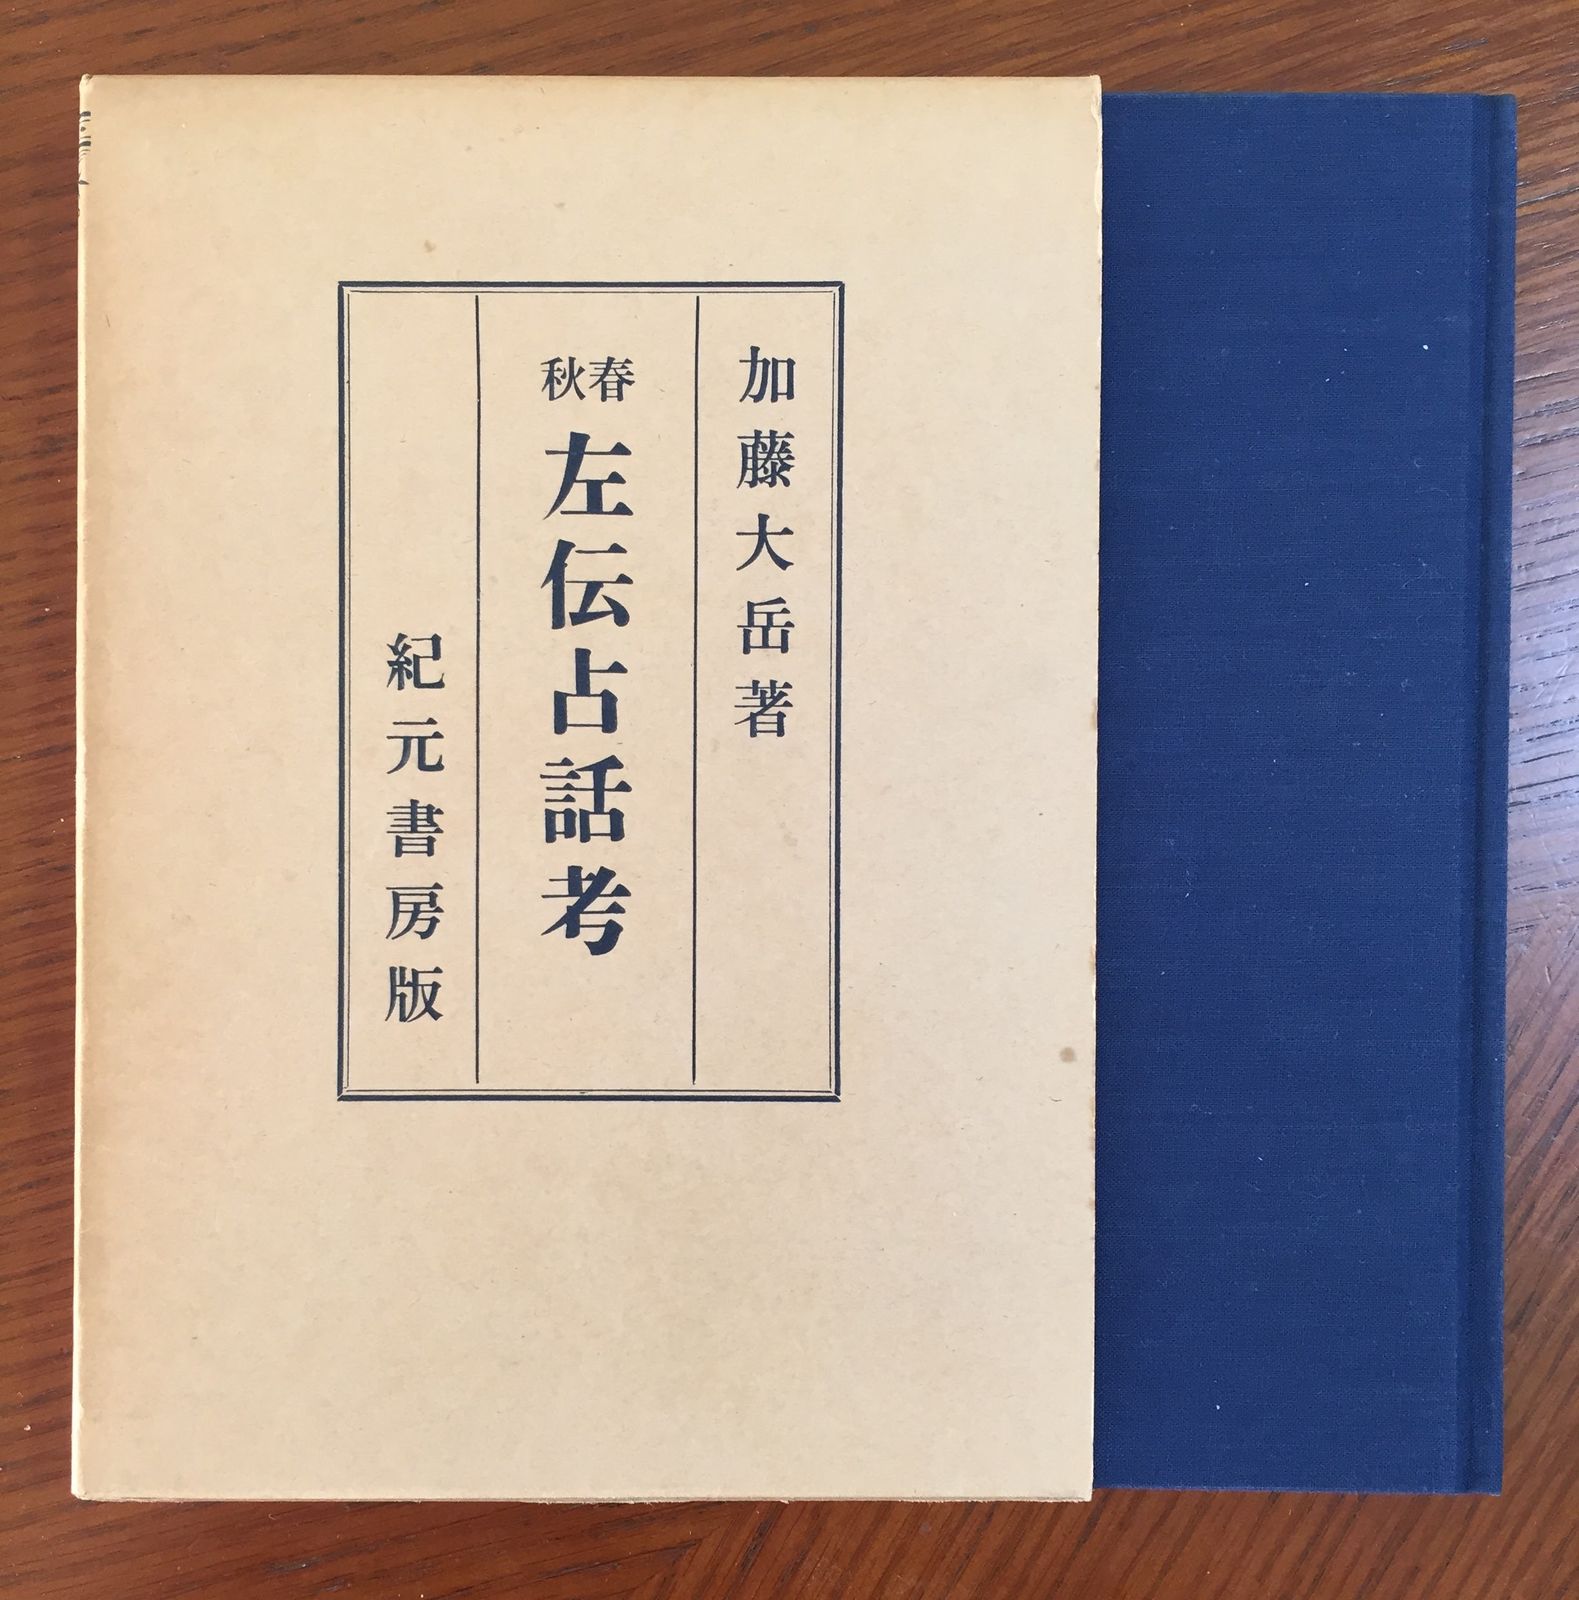 加藤大岳著
春秋
左伝占話考
紀元書房版